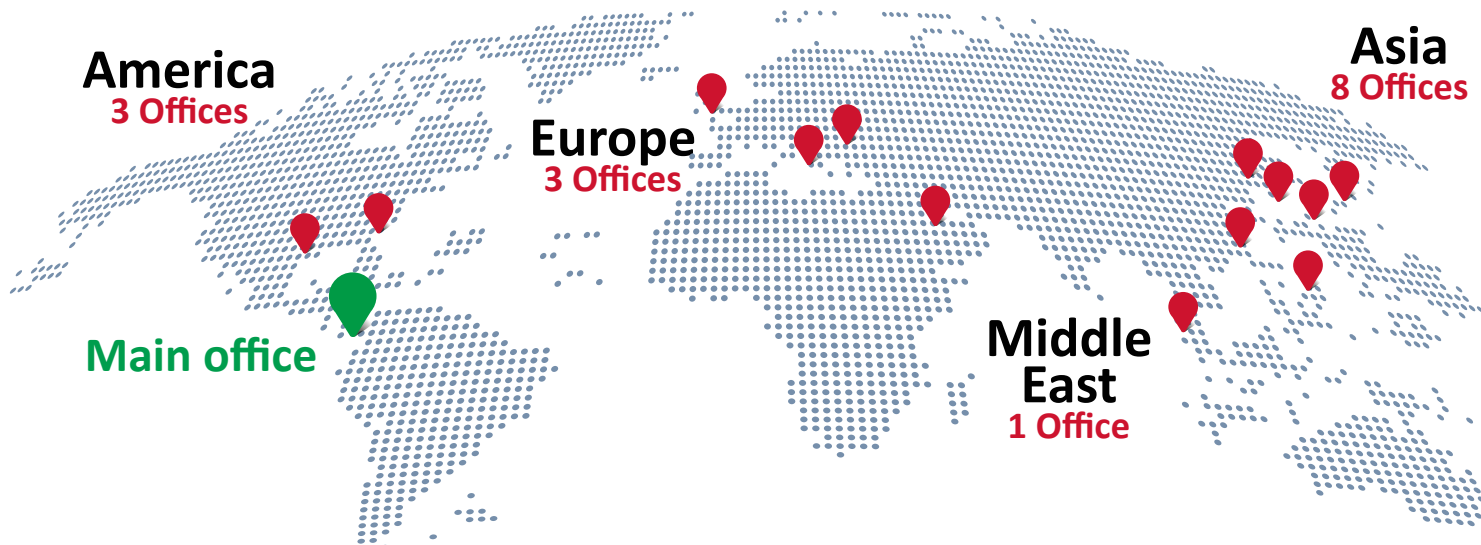 America
3 Offices
Europe
3 Offices
Asia
8 Offices
Main office
Middle
East
1 Office